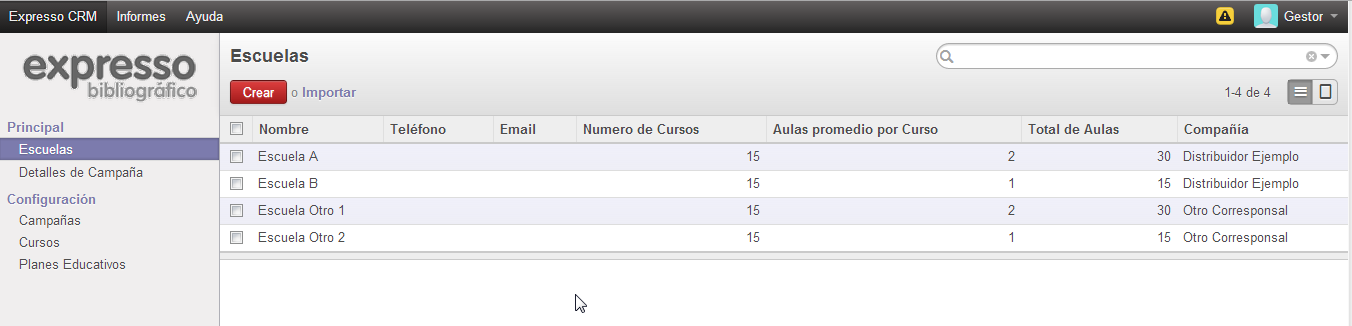 Expresso CRM Informes Ayuda Gestor
expresso
bibliográfico
Principal
Escuelas
Detalles de Campaña
Configuración
Campañas
Cursos
Planes Educativos
Escuelas
Crear o Importar 1-4 de 4
Nombre Teléfono Email Numero de Cursos Aulas promedio por Curso Total de Aulas Compañía
Escuela A 15 2 30 Distribuidor Ejemplo
Escuela B 15 1 15 Distribuidor Ejemplo
Escuela Otro 1 15 2 30 Otro Corresponsal
Escuela Otro 2 15 1 15 Otro Corresponsal